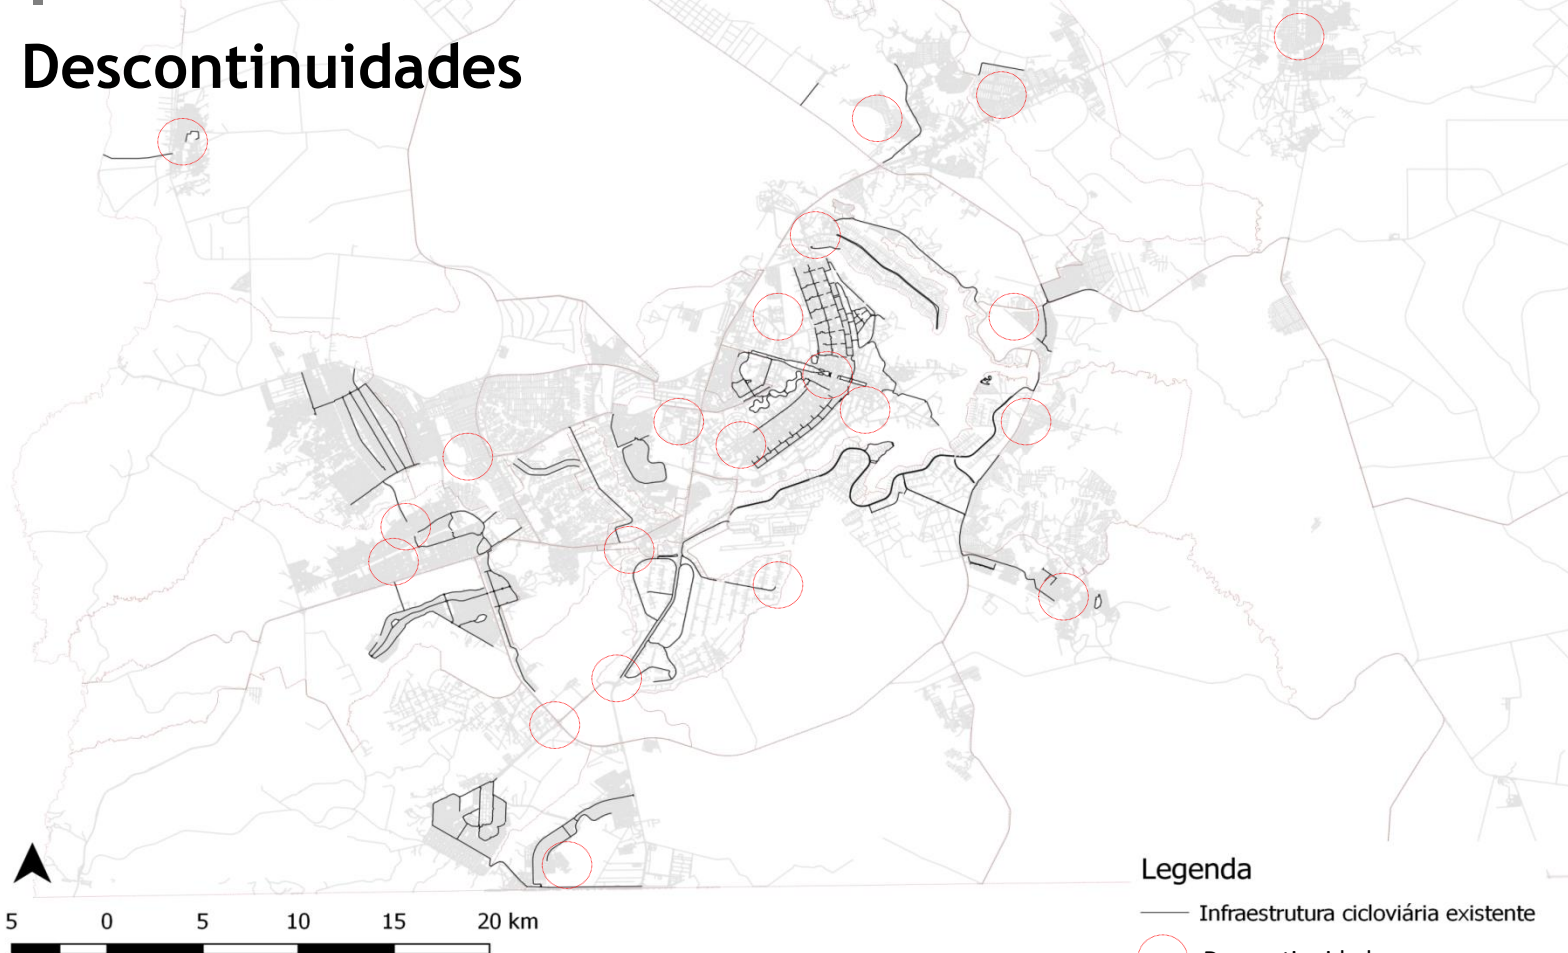 Descontinuidades
Legenda
Infraestrutura cicloviária existente
5 0 5 10 15 20 km